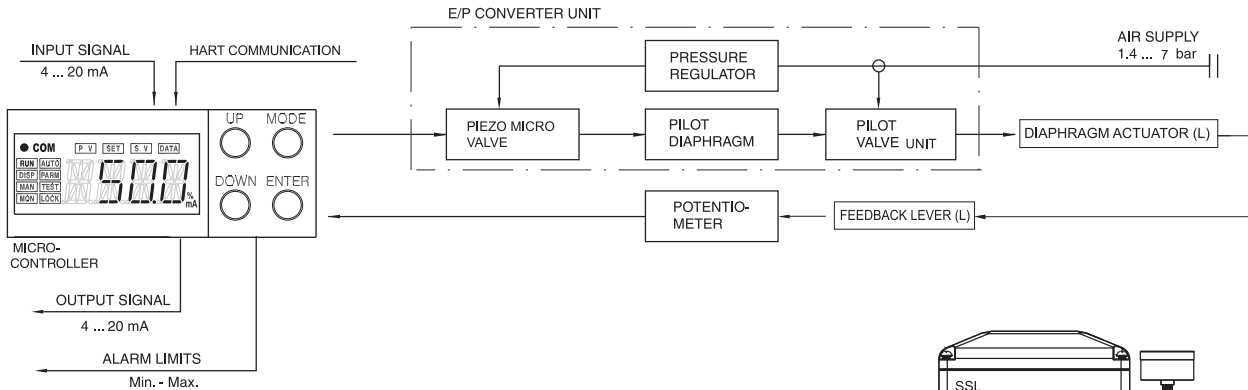 E/P CONVERTER UNIT
INPUT SIGNAL
4 ... 20 mA
HART COMMUNICATION
PRESSURE
REGULATOR
AIR SUPPLY
1.4 ... 7 bar
UP MODE
DOWN ENTER
COM
P V SET S V DATA
RUN AUTO
DISP PARM
MAN TEST
MON LOCK
50.0
%
mA
PIEZO MICRO
VALVE
PILOT
DIAPHRAGM
PILOT
VALVE UNIT
DIAPHRAGM ACTUATOR (L)
POTENTIO-
METER
FEEDBACK LEVER (L)
MICRO-
CONTROLLER
OUTPUT SIGNAL
4 ... 20 mA
ALARM LIMITS
Min. - Max.
SSL